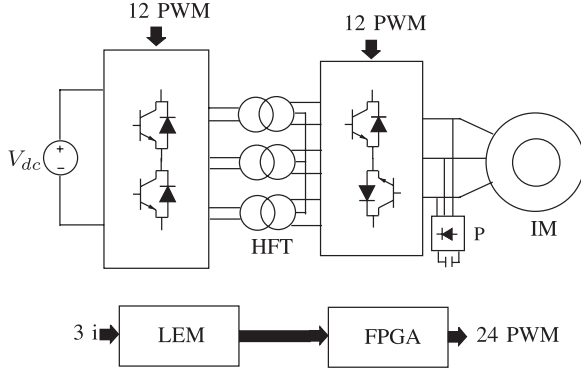 12 PWM
12 PWM
+
−
V_dc
HFT
P
IM
3 i
LEM
FPGA
24 PWM